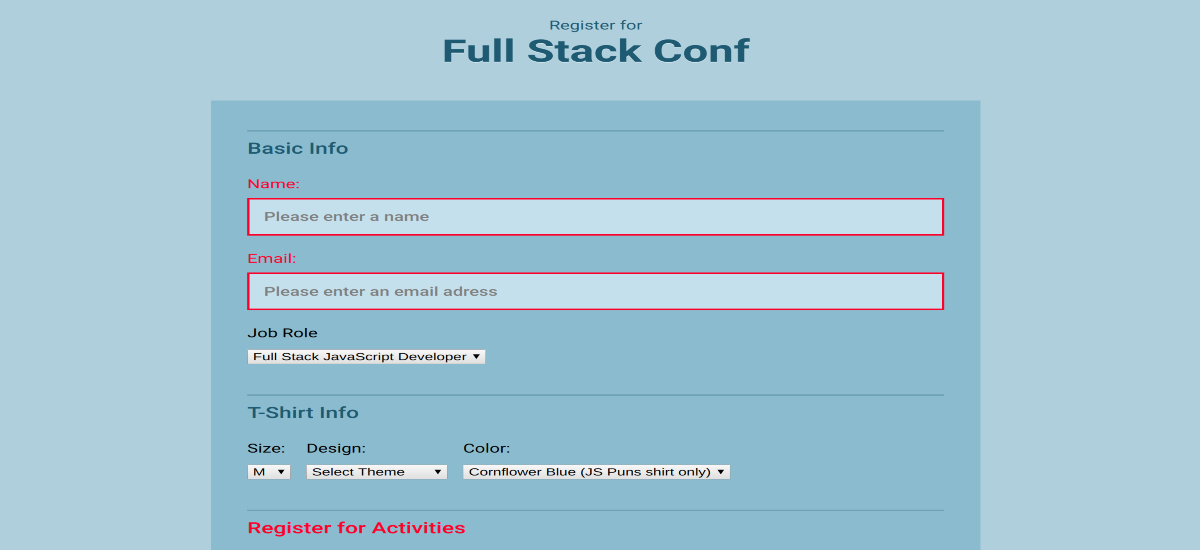 Register for
Full Stack Conf
Basic Info
Name:
Please enter a name
Email:
Please enter an email adress
Job Role
Full Stack JavaScript Developer
T-Shirt Info
Size: Design: Color:
M Select Theme Cornflower Blue (JS Puns shirt only)
Register for Activities